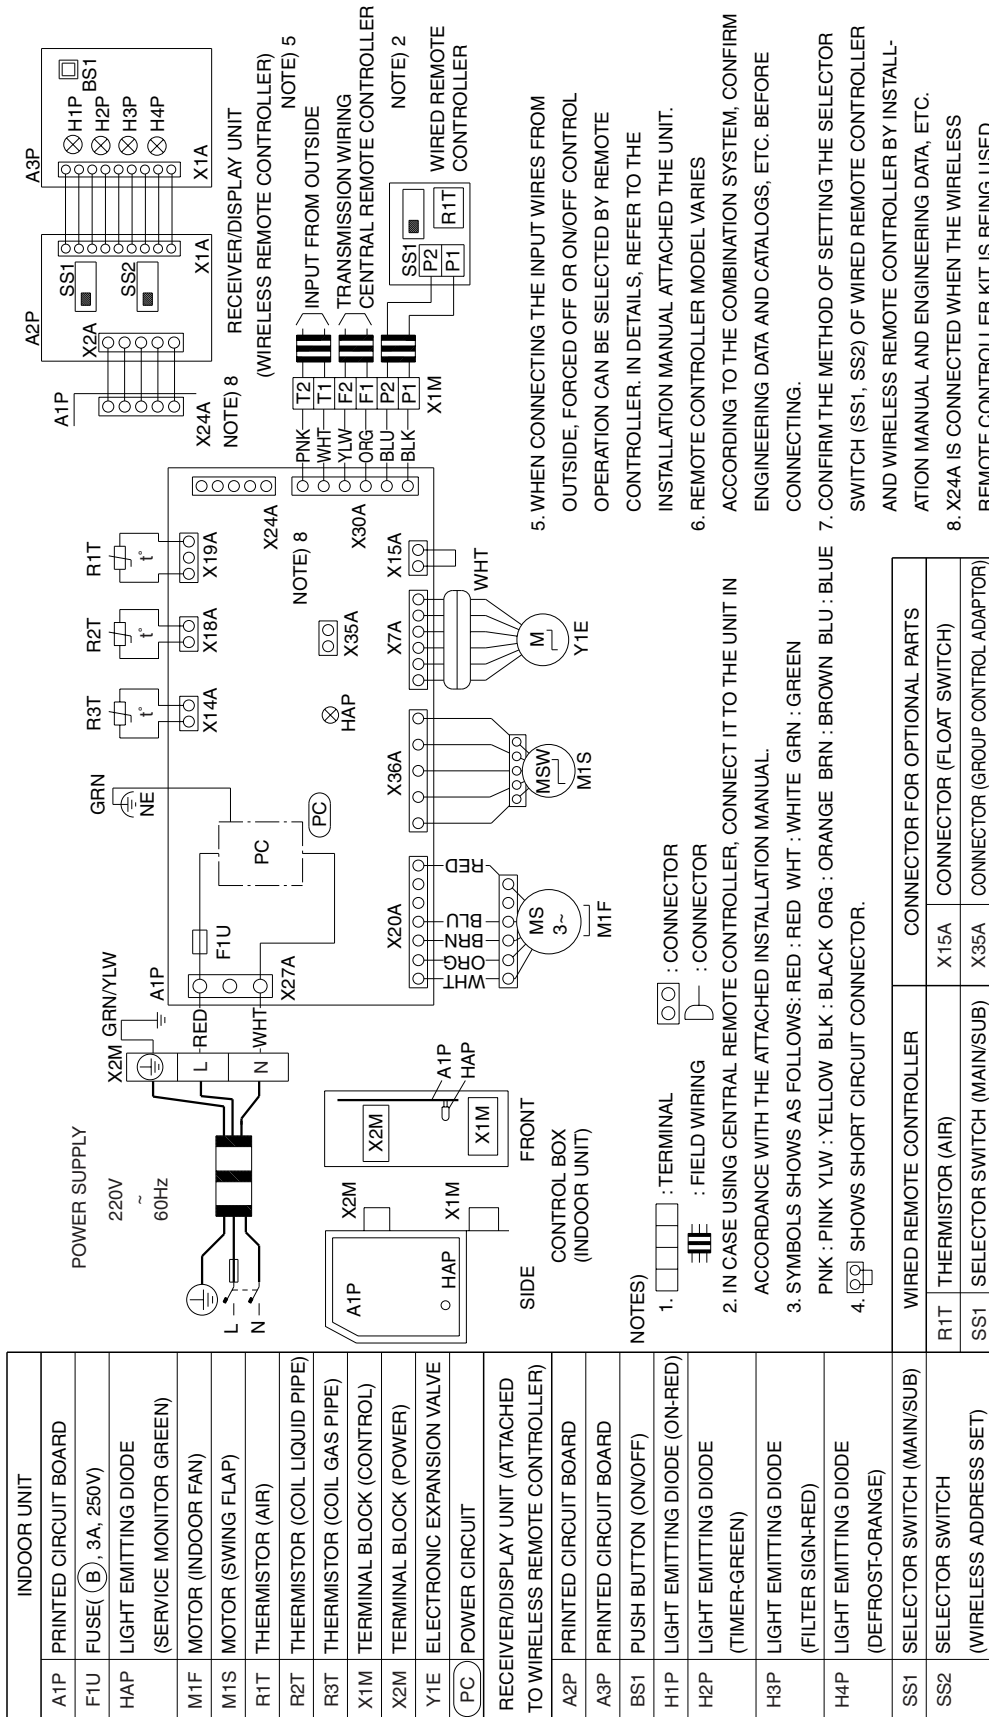 INDOOR UNIT
A1P PRINTED CIRCUIT BOARD
F1U FUSE( B , 3A, 250V)
HAP LIGHT EMITTING DIODE
(SERVICE MONITOR GREEN)
M1F MOTOR (INDOOR FAN)
M1S MOTOR (SWING FLAP)
R1T THERMISTOR (AIR)
R2T THERMISTOR (COIL LIQUID PIPE)
R3T THERMISTOR (COIL GAS PIPE)
X1M TERMINAL BLOCK (CONTROL)
X2M TERMINAL BLOCK (POWER)
Y1E ELECTRONIC EXPANSION VALVE
PC POWER CIRCUIT
RECEIVER/DISPLAY UNIT (ATTACHED
TO WIRELESS REMOTE CONTROLLER)
A2P PRINTED CIRCUIT BOARD
A3P PRINTED CIRCUIT BOARD
BS1 PUSH BUTTON (ON/OFF)
H1P LIGHT EMITTING DIODE (ON-RED)
H2P LIGHT EMITTING DIODE
(TIMER-GREEN)
H3P LIGHT EMITTING DIODE
(FILTER SIGN-RED)
H4P LIGHT EMITTING DIODE
(DEFROST-ORANGE)
SS1 SELECTOR SWITCH (MAIN/SUB)
SS2 SELECTOR SWITCH
(WIRELESS ADDRESS SET)
POWER SUPPLY
220V
~
60Hz
L
N
X2M
GRN/YLW
A1P
L
N
RED
WHT
X27A
F1U
PC
PC
GRN
NE
R3T
t°
X14A
R2T
t°
X18A
R1T
t°
X19A
HAP
X35A
X24A
NOTE) 8
X30A
X20A
WHT
ORG
BRN
BLU
RED
MS
3~
M1F
X36A
MSW
M1S
X7A
M
Y1E
X15A
WHT
PNK
WHT
YLW
ORG
BLU
BLK
T2
T1
F2
F1
P2
P1
X1M
INPUT FROM OUTSIDE
NOTE) 5
TRANSMISSION WIRING
CENTRAL REMOTE CONTROLLER
NOTE) 2
SS1
P2
P1
R1T
WIRED REMOTE
CONTROLLER
A1P
X24A
NOTE) 8
A2P
X2A
SS1
SS2
X1A
A3P
BS1
H1P
H2P
H3P
H4P
X1A
RECEIVER/DISPLAY UNIT
(WIRELESS REMOTE CONTROLLER)
A1P
HAP
X2M
X1M
SIDE
X2M
X1M
A1P
HAP
FRONT
CONTROL BOX
(INDOOR UNIT)
NOTES)
1. : TERMINAL : CONNECTOR
: FIELD WIRING : CONNECTOR
2. IN CASE USING CENTRAL REMOTE CONTROLLER, CONNECT IT TO THE UNIT IN
ACCORDANCE WITH THE ATTACHED INSTALLATION MANUAL.
3. SYMBOLS SHOWS AS FOLLOWS: RED : RED WHT : WHITE GRN : GREEN
PNK : PINK YLW : YELLOW BLK : BLACK ORG : ORANGE BRN : BROWN BLU : BLUE
4. SHOWS SHORT CIRCUIT CONNECTOR.
5. WHEN CONNECTING THE INPUT WIRES FROM
OUTSIDE, FORCED OFF OR ON/OFF CONTROL
OPERATION CAN BE SELECTED BY REMOTE
CONTROLLER. IN DETAILS, REFER TO THE
INSTALLATION MANUAL ATTACHED THE UNIT.
6. REMOTE CONTROLLER MODEL VARIES
ACCORDING TO THE COMBINATION SYSTEM, CONFIRM
ENGINEERING DATA AND CATALOGS, ETC. BEFORE
CONNECTING.
7. CONFIRM THE METHOD OF SETTING THE SELECTOR
SWITCH (SS1, SS2) OF WIRED REMOTE CONTROLLER
AND WIRELESS REMOTE CONTROLLER BY INSTALL-
ATION MANUAL AND ENGINEERING DATA, ETC.
8. X24A IS CONNECTED WHEN THE WIRELESS
REMOTE CONTROLLER KIT IS BEING USED
WIRED REMOTE CONTROLLER
R1T THERMISTOR (AIR)
SS1 SELECTOR SWITCH (MAIN/SUB)
CONNECTOR FOR OPTIONAL PARTS
X15A CONNECTOR (FLOAT SWITCH)
X35A CONNECTOR (GROUP CONTROL ADAPTOR)